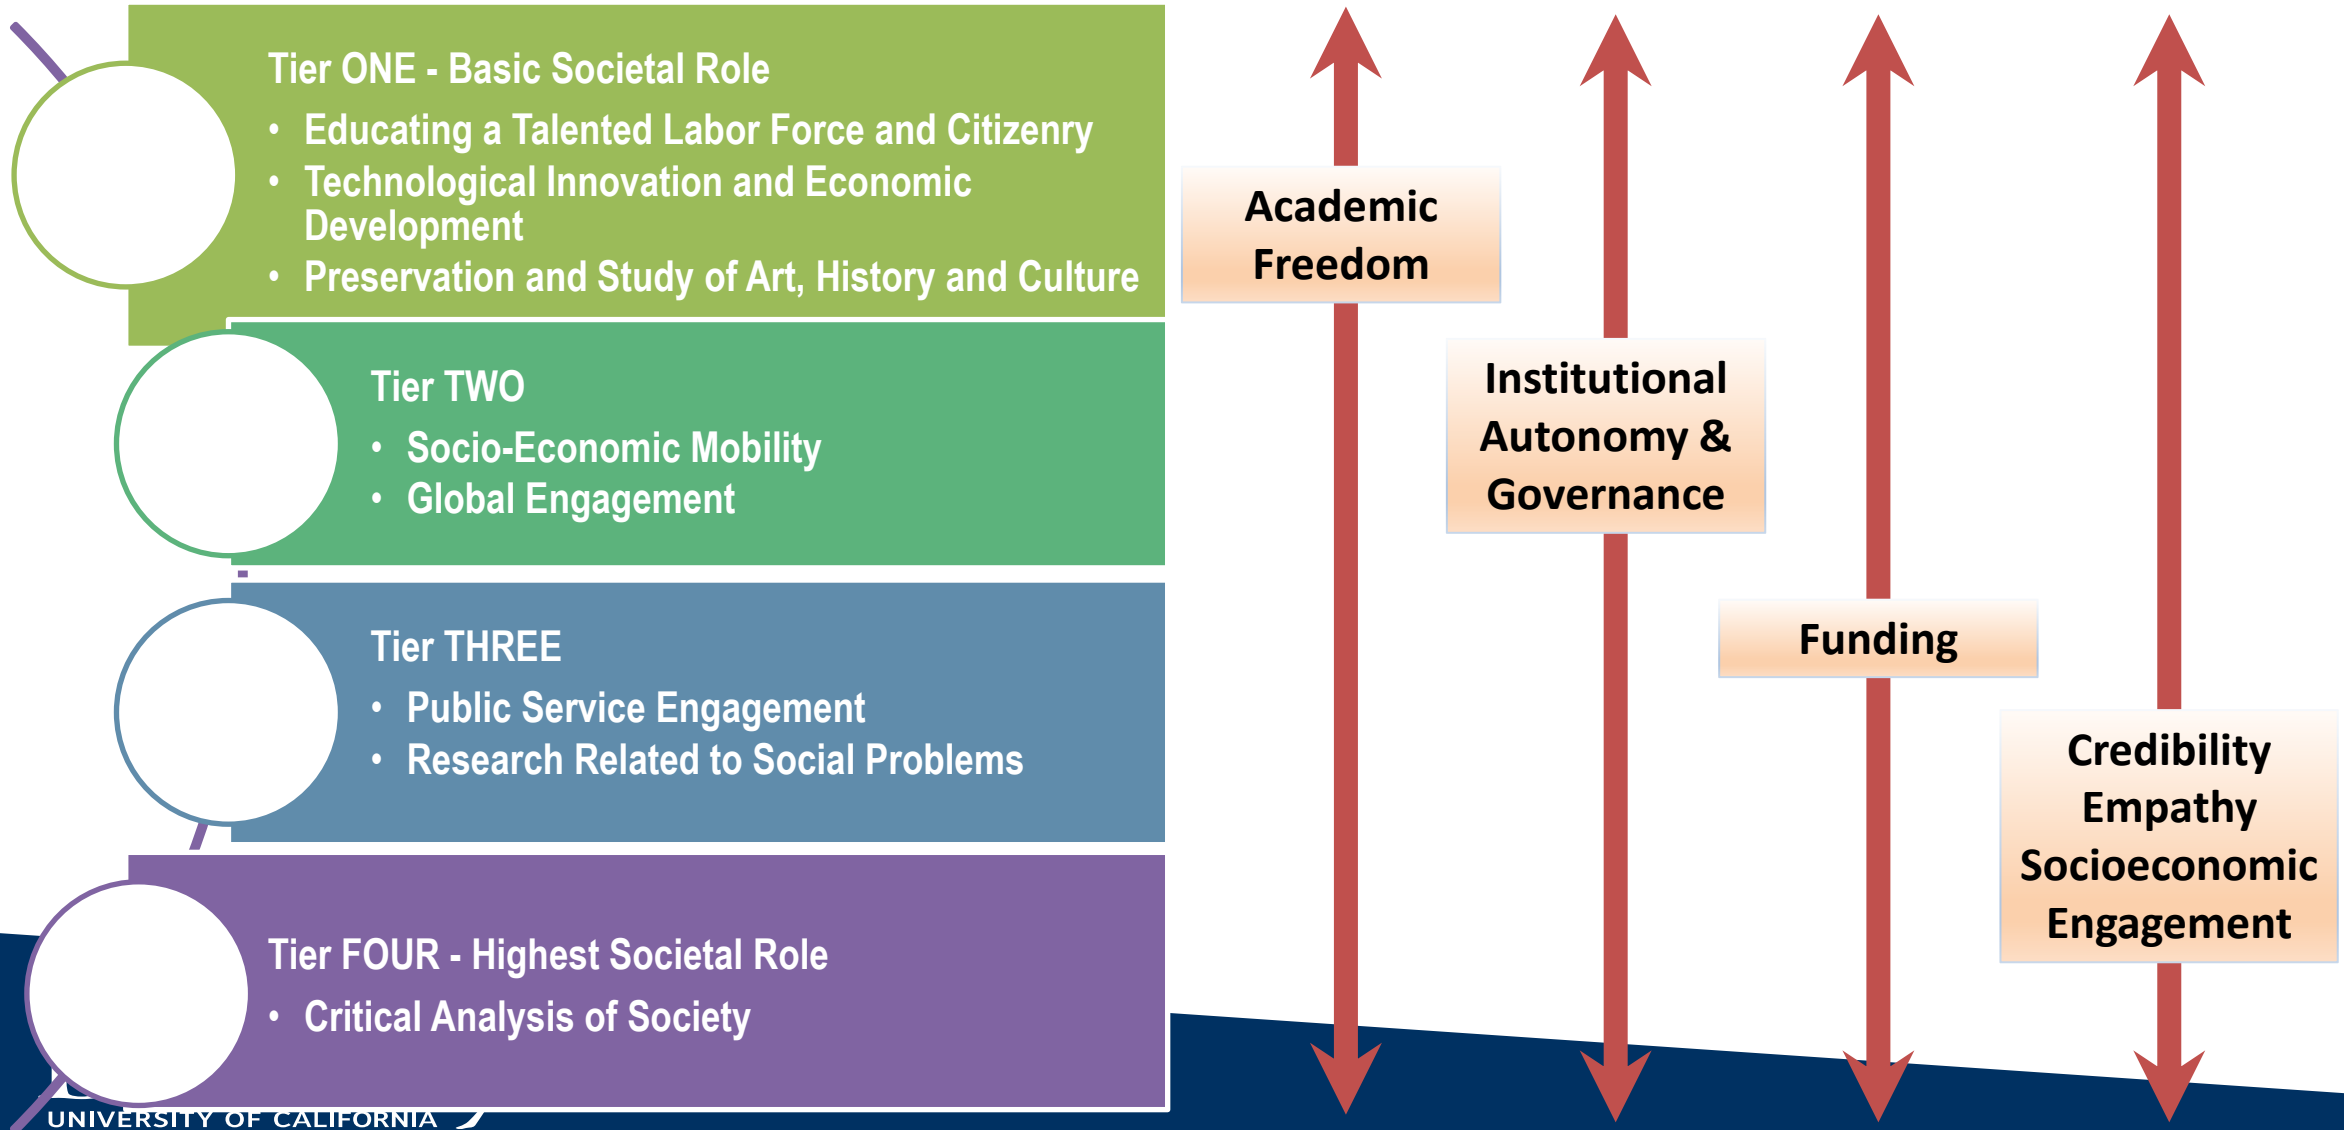 Tier ONE - Basic Societal Role
• Educating a Talented Labor Force and Citizenry
• Technological Innovation and Economic
Development
• Preservation and Study of Art, History and Culture
Tier TWO
• Socio-Economic Mobility
• Global Engagement
Tier THREE
• Public Service Engagement
• Research Related to Social Problems
Tier FOUR - Highest Societal Role
• Critical Analysis of Society
Academic
Freedom
Institutional
Autonomy &
Governance
Funding
Credibility
Empathy
Socioeconomic
Engagement
UNIVERSITY OF CALIFORNIA